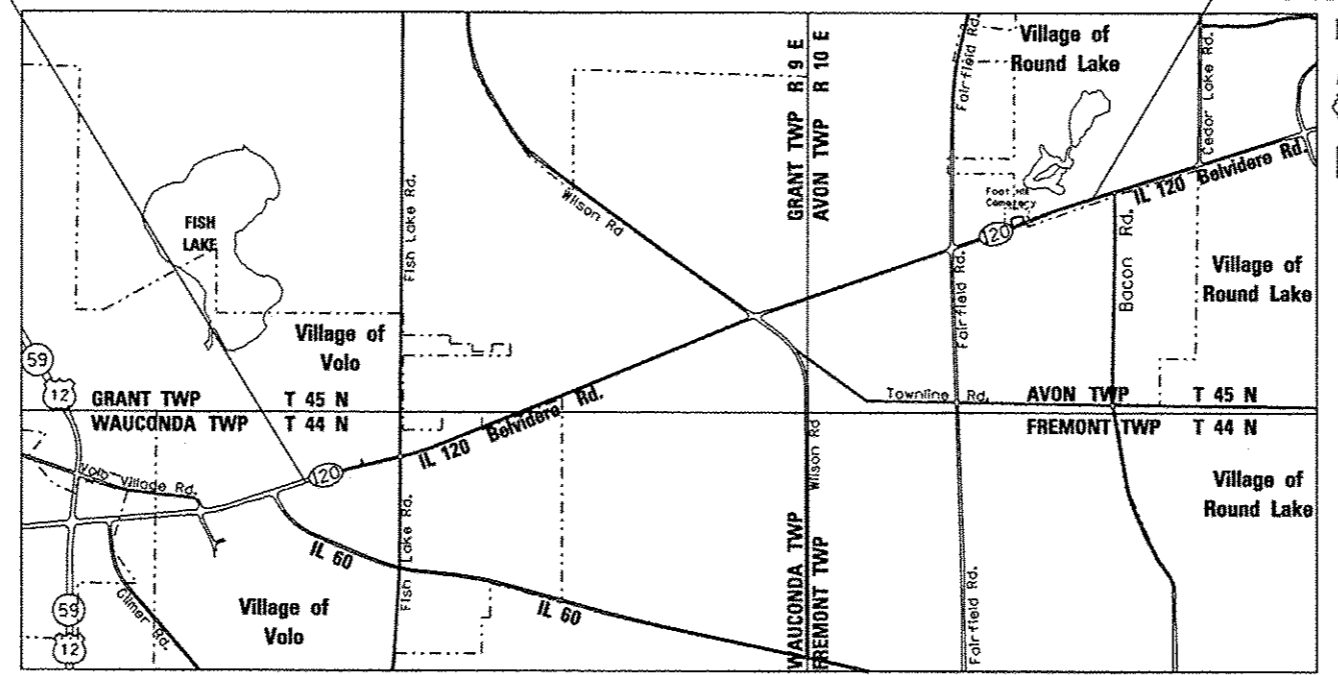 Village of
Round Lake
GRANT TWP R 9 E
AVON TWP R 10 E
Fairfield Rd.
Cedar Lake Rd.
IL 120 Belvidere Rd.
Cemetery
120
Wilson Rd
Fish Lake Rd.
FISH
LAKE
Bacon Rd.
Village of
Round Lake
Fairfield Rd.
Village of
Volo
59
12
GRANT TWP T 45 N
WAUCONDA TWP T 44 N
Townline Rd.
AVON TWP T 45 N
FREMONT TWP T 44 N
IL 120 Belvidere Rd.
120
Volo Village Rd.
Wilson Rd
Village of
Round Lake
Fish Lake Rd.
IL 60
IL 60
WAUCONDA TWP
FREMONT TWP
Village of
Volo
Gilmer Rd.
59
12
Fairfield Rd.